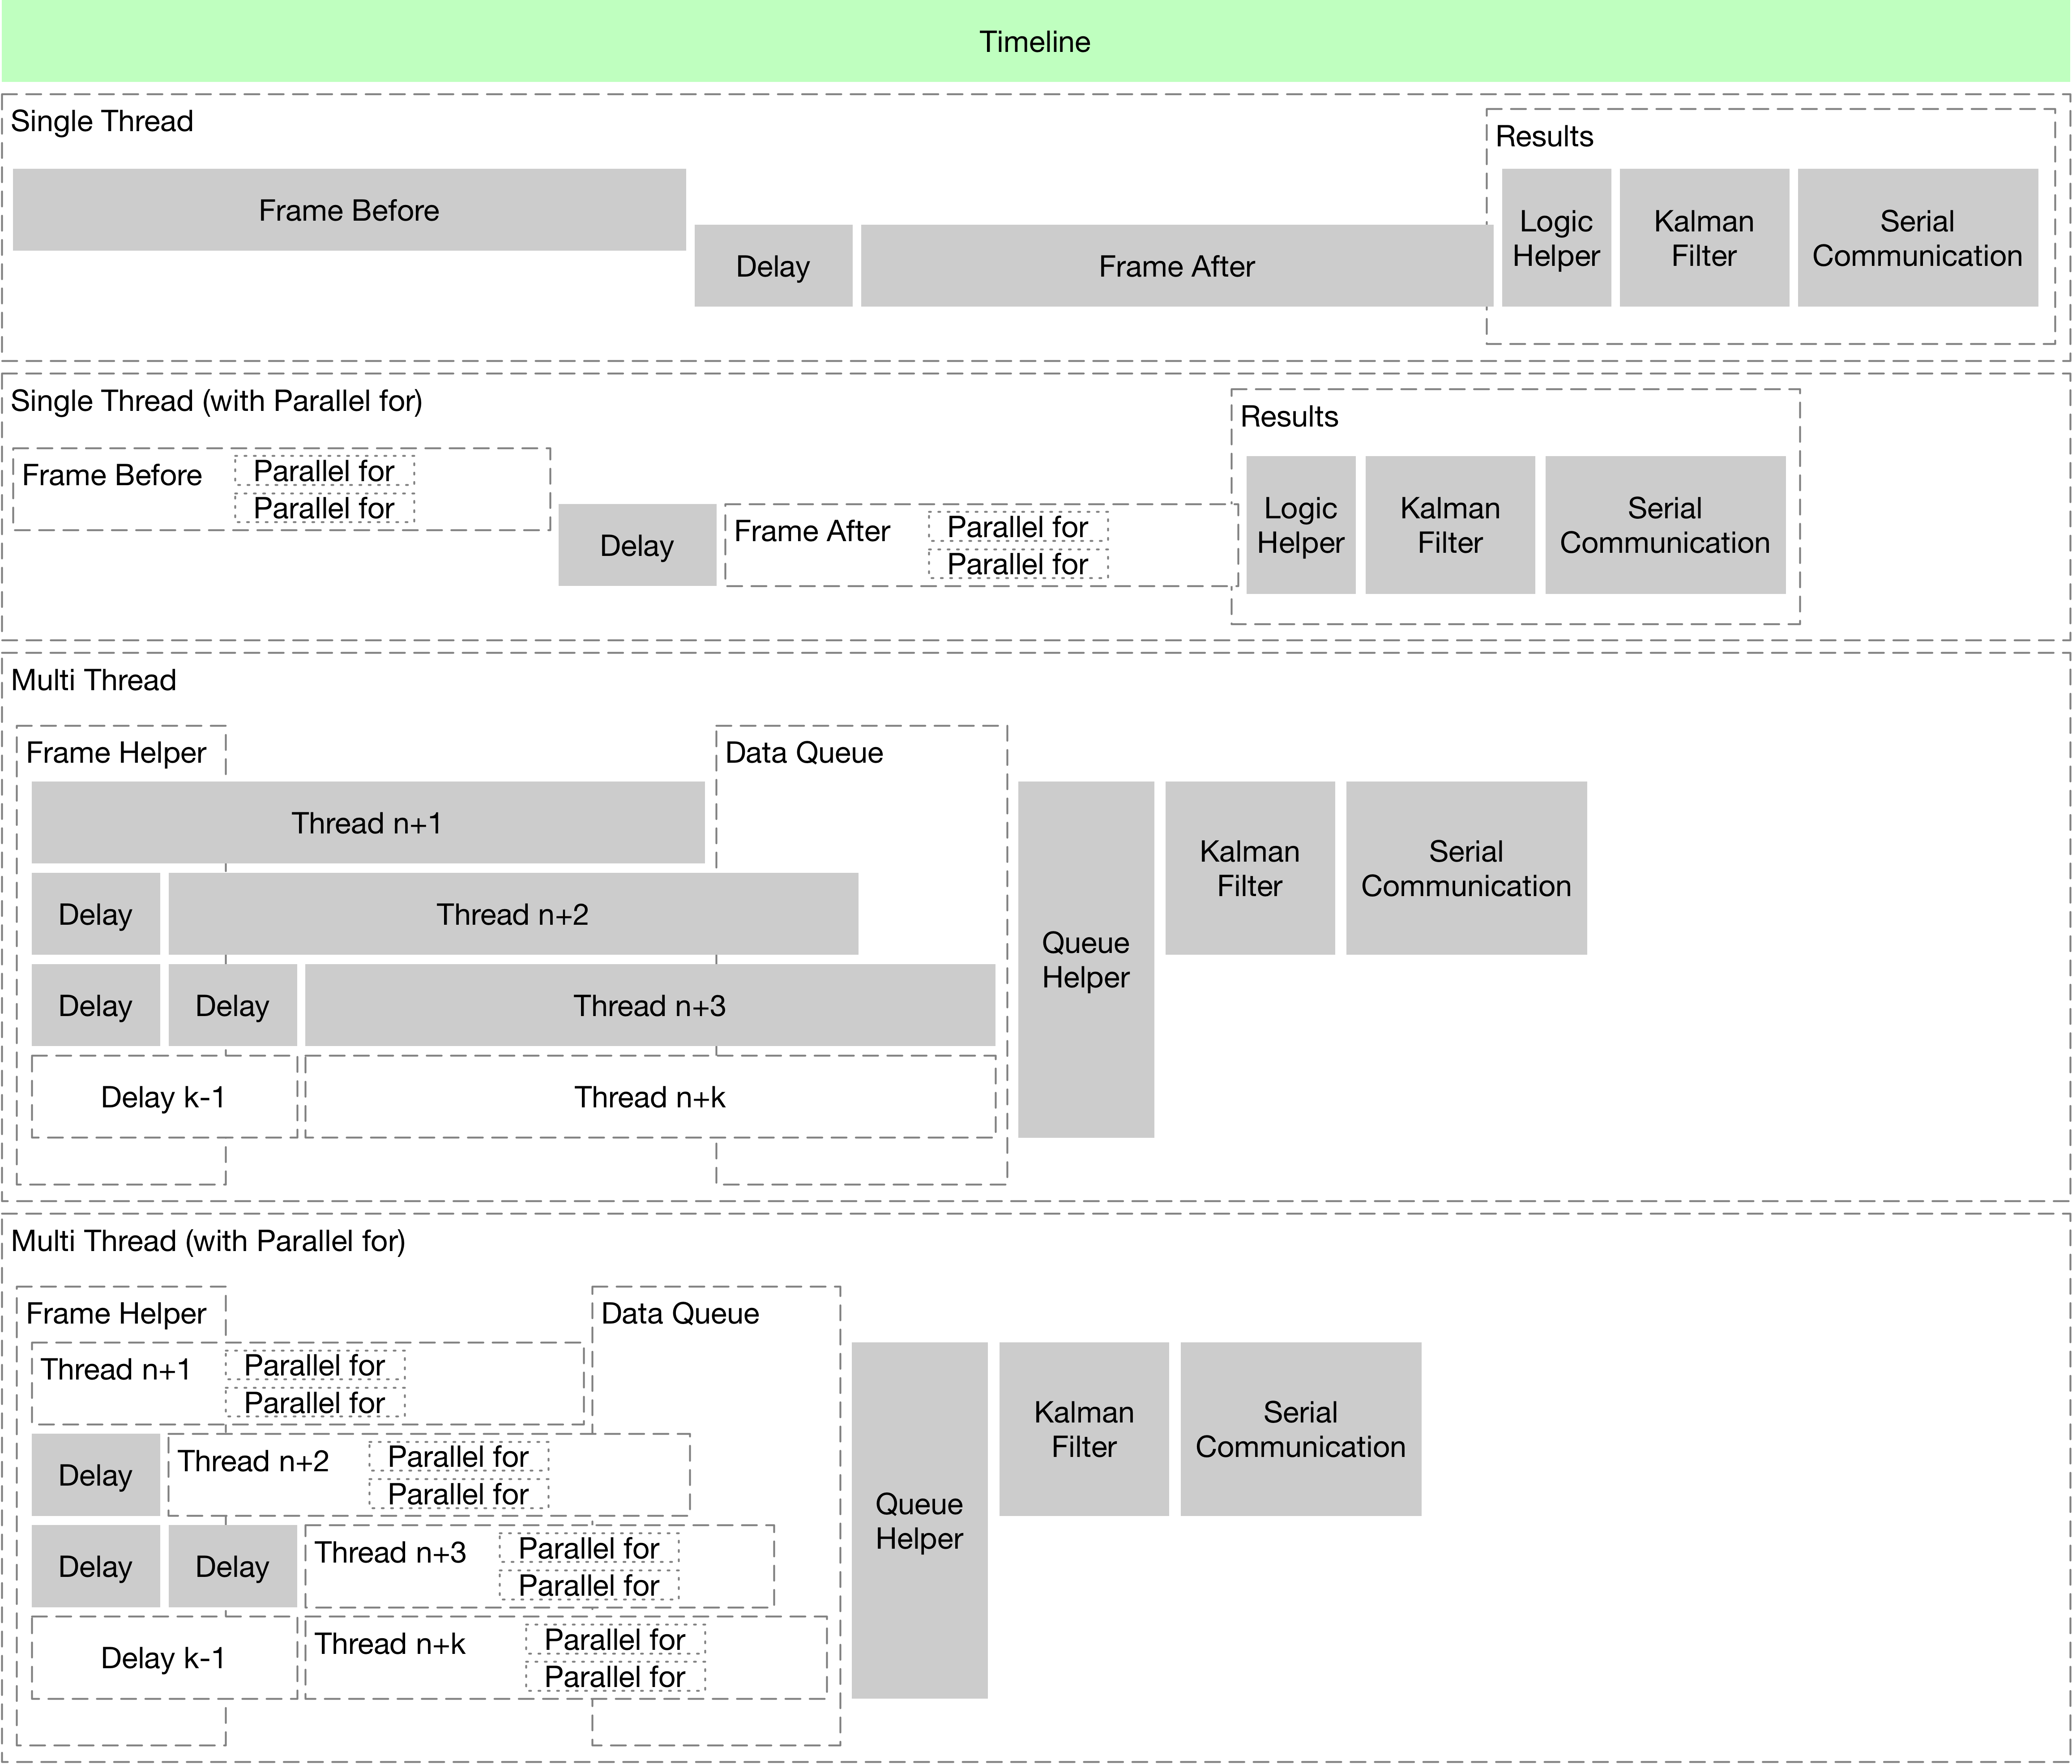 Timeline
Single Thread
Results
Frame Before
Delay
Frame After
Logic
Helper
Kalman
Filter
Serial
Communication
Single Thread (with Parallel for)
Results
Frame Before
Parallel for
Parallel for
Delay
Frame After
Parallel for
Parallel for
Logic
Helper
Kalman
Filter
Serial
Communication
Multi Thread
Frame Helper
Data Queue
Thread n+1
Delay
Thread n+2
Delay
Delay
Thread n+3
Delay k-1
Thread n+k
Queue
Helper
Kalman
Filter
Serial
Communication
Multi Thread (with Parallel for)
Frame Helper
Data Queue
Thread n+1
Parallel for
Parallel for
Delay
Thread n+2
Parallel for
Parallel for
Delay
Delay
Thread n+3
Parallel for
Parallel for
Delay k-1
Thread n+k
Parallel for
Parallel for
Queue
Helper
Kalman
Filter
Serial
Communication